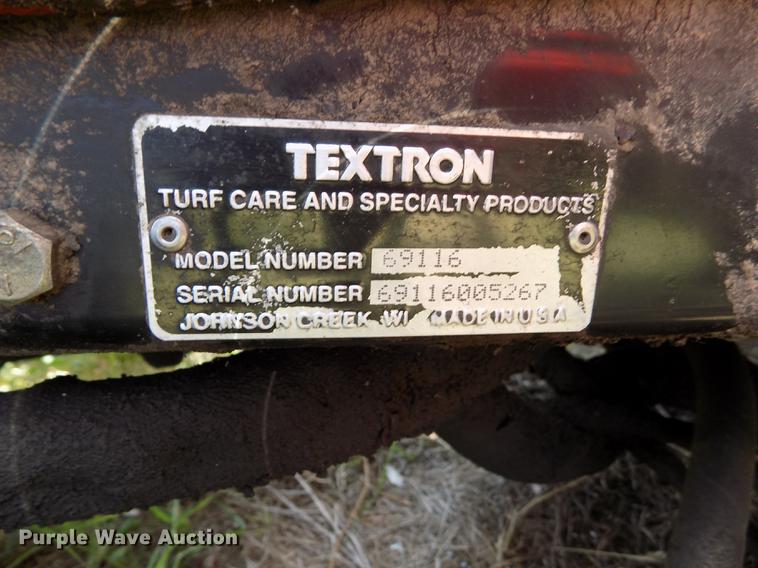 TEXTRON
TURF CARE AND SPECIALTY PRODUCTS
MODEL NUMBER 69116
SERIAL NUMBER 69116005267
JOHNSON CREEK, WI MADE IN U S A
Purple Wave Auction